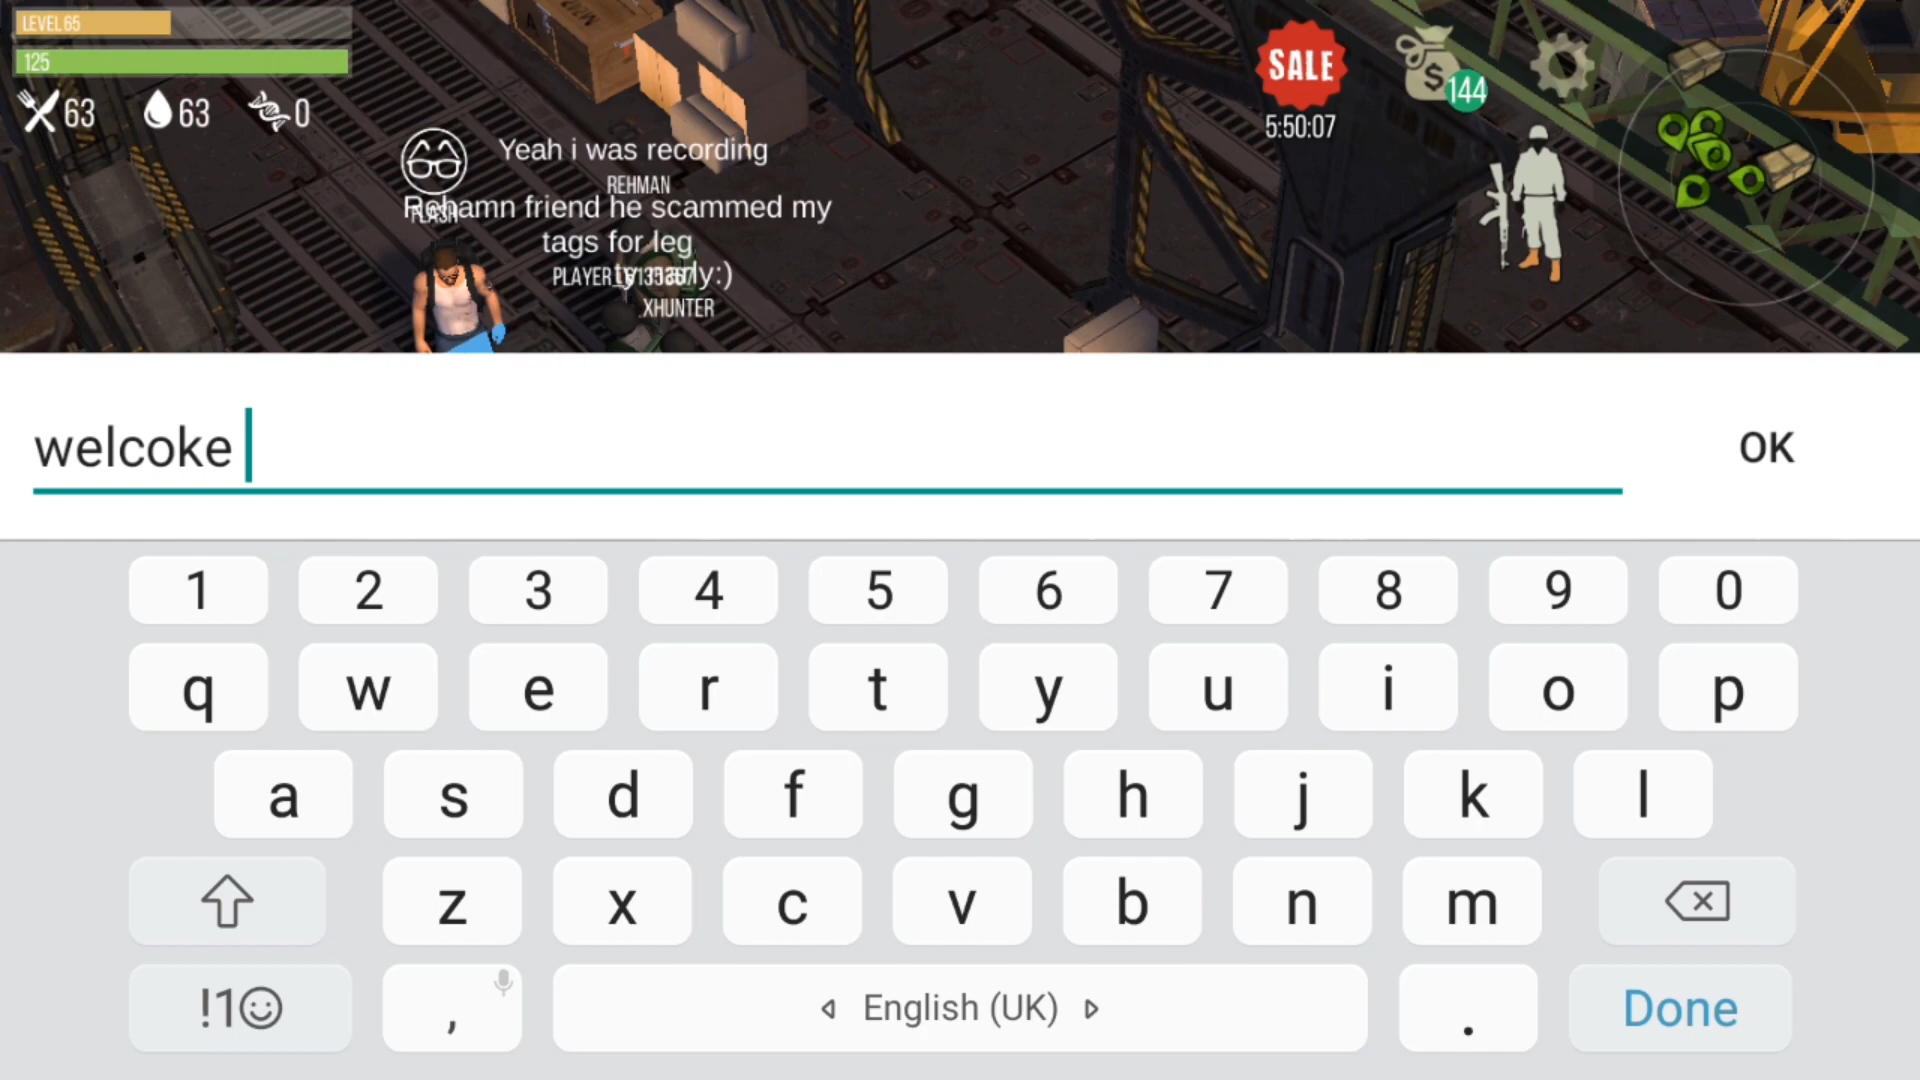 LEVEL 65
125
63 63 0
SALE
144
5:50:07
Yeah i was recording
REHMAN
Rehamn friend he scammed my
FLASH
tags for leg
XHUNTER
welcoke
OK
1 2 3 4 5 6 7 8 9 0
q w e r t y u i o p
a s d f g h j k l
z x c v b n m
!1☺ , English (UK) . Done